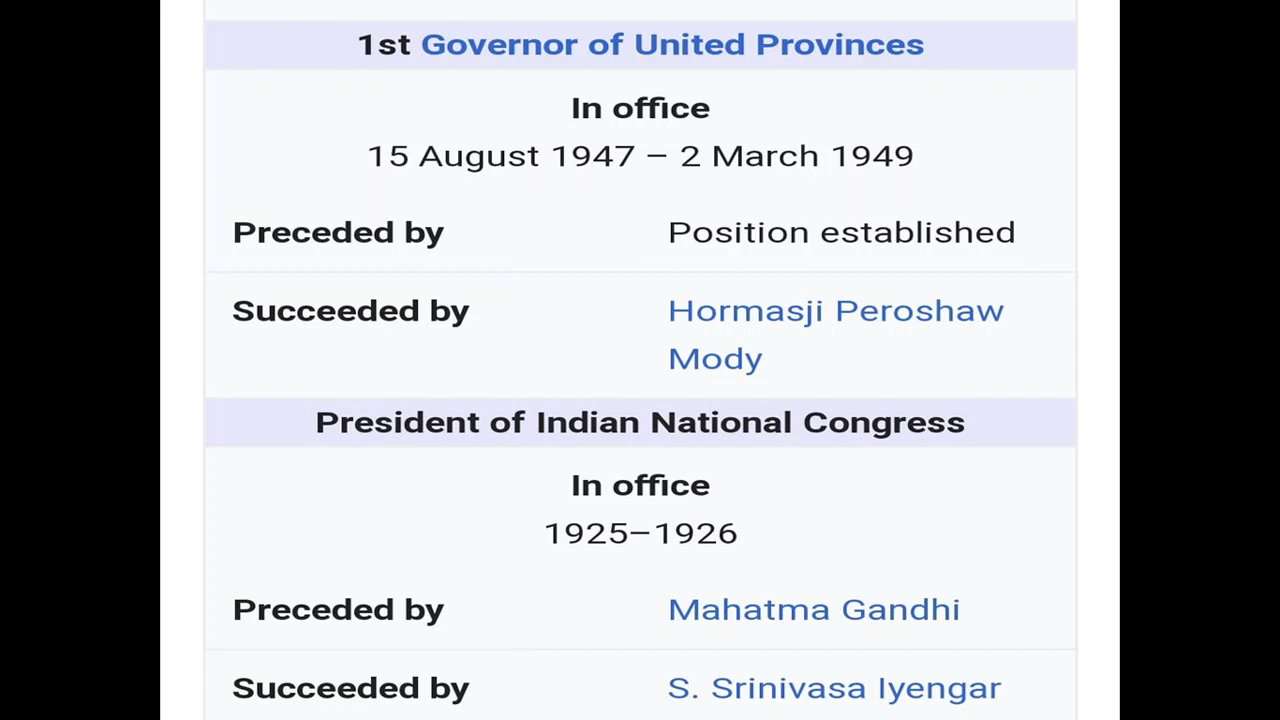 1st Governor of United Provinces
In office
15 August 1947 – 2 March 1949
Preceded by Position established
Succeeded by Hormasji Peroshaw
Mody
President of Indian National Congress
In office
1925–1926
Preceded by Mahatma Gandhi
Succeeded by S. Srinivasa Iyengar